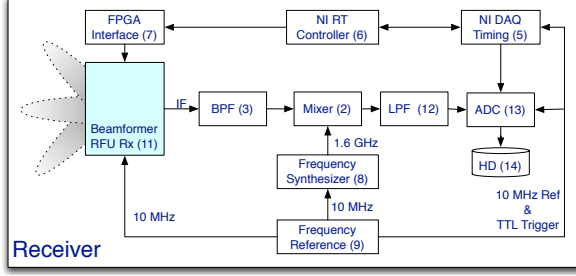 FPGA
Interface (7)
NI RT
Controller (6)
NI DAQ
Timing (5)
Beamformer
RFU Rx (11)
IF
BPF (3)
Mixer (2)
LPF (12)
ADC (13)
1.6 GHz
HD (14)
Frequency
Synthesizer (8)
10 MHz
10 MHz
Frequency
Reference (9)
10 MHz Ref
&
TTL Trigger
Receiver